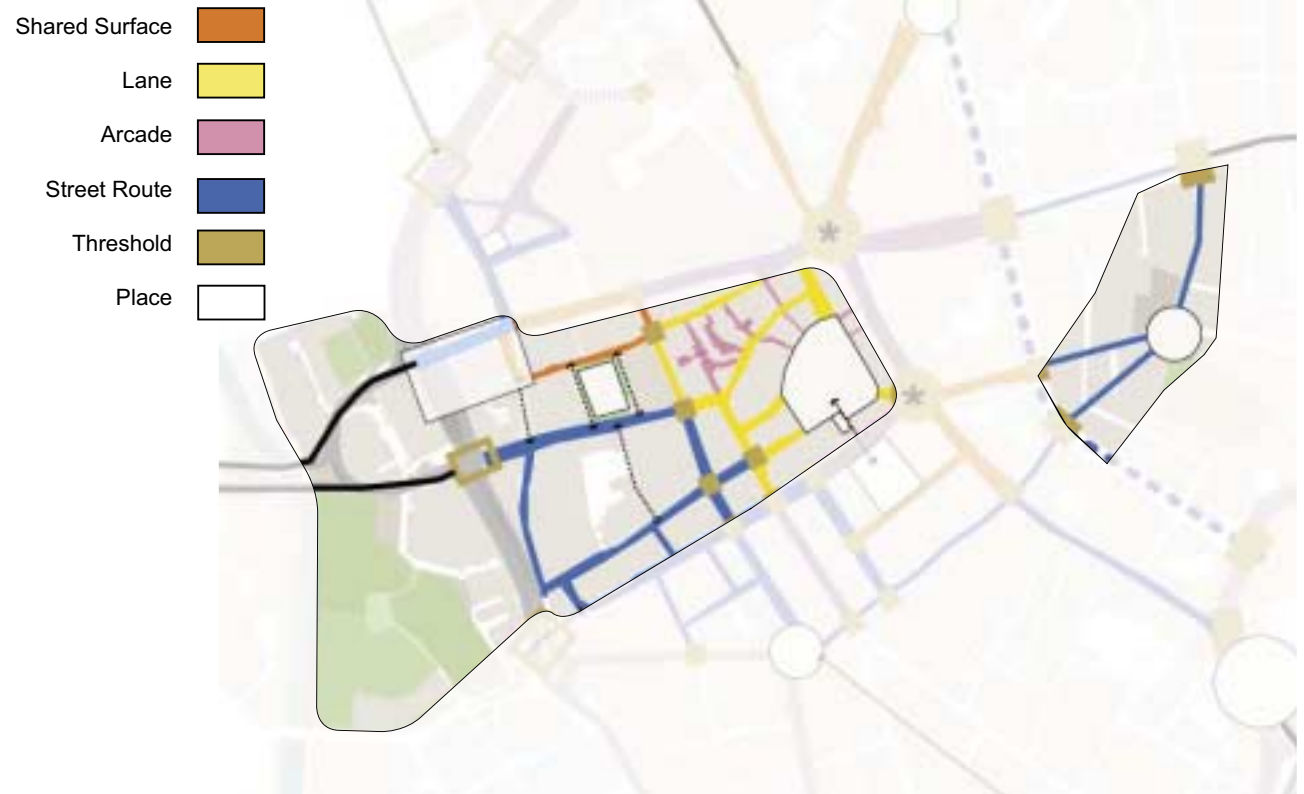 Shared Surface
Lane
Arcade
Street Route
Threshold
Place